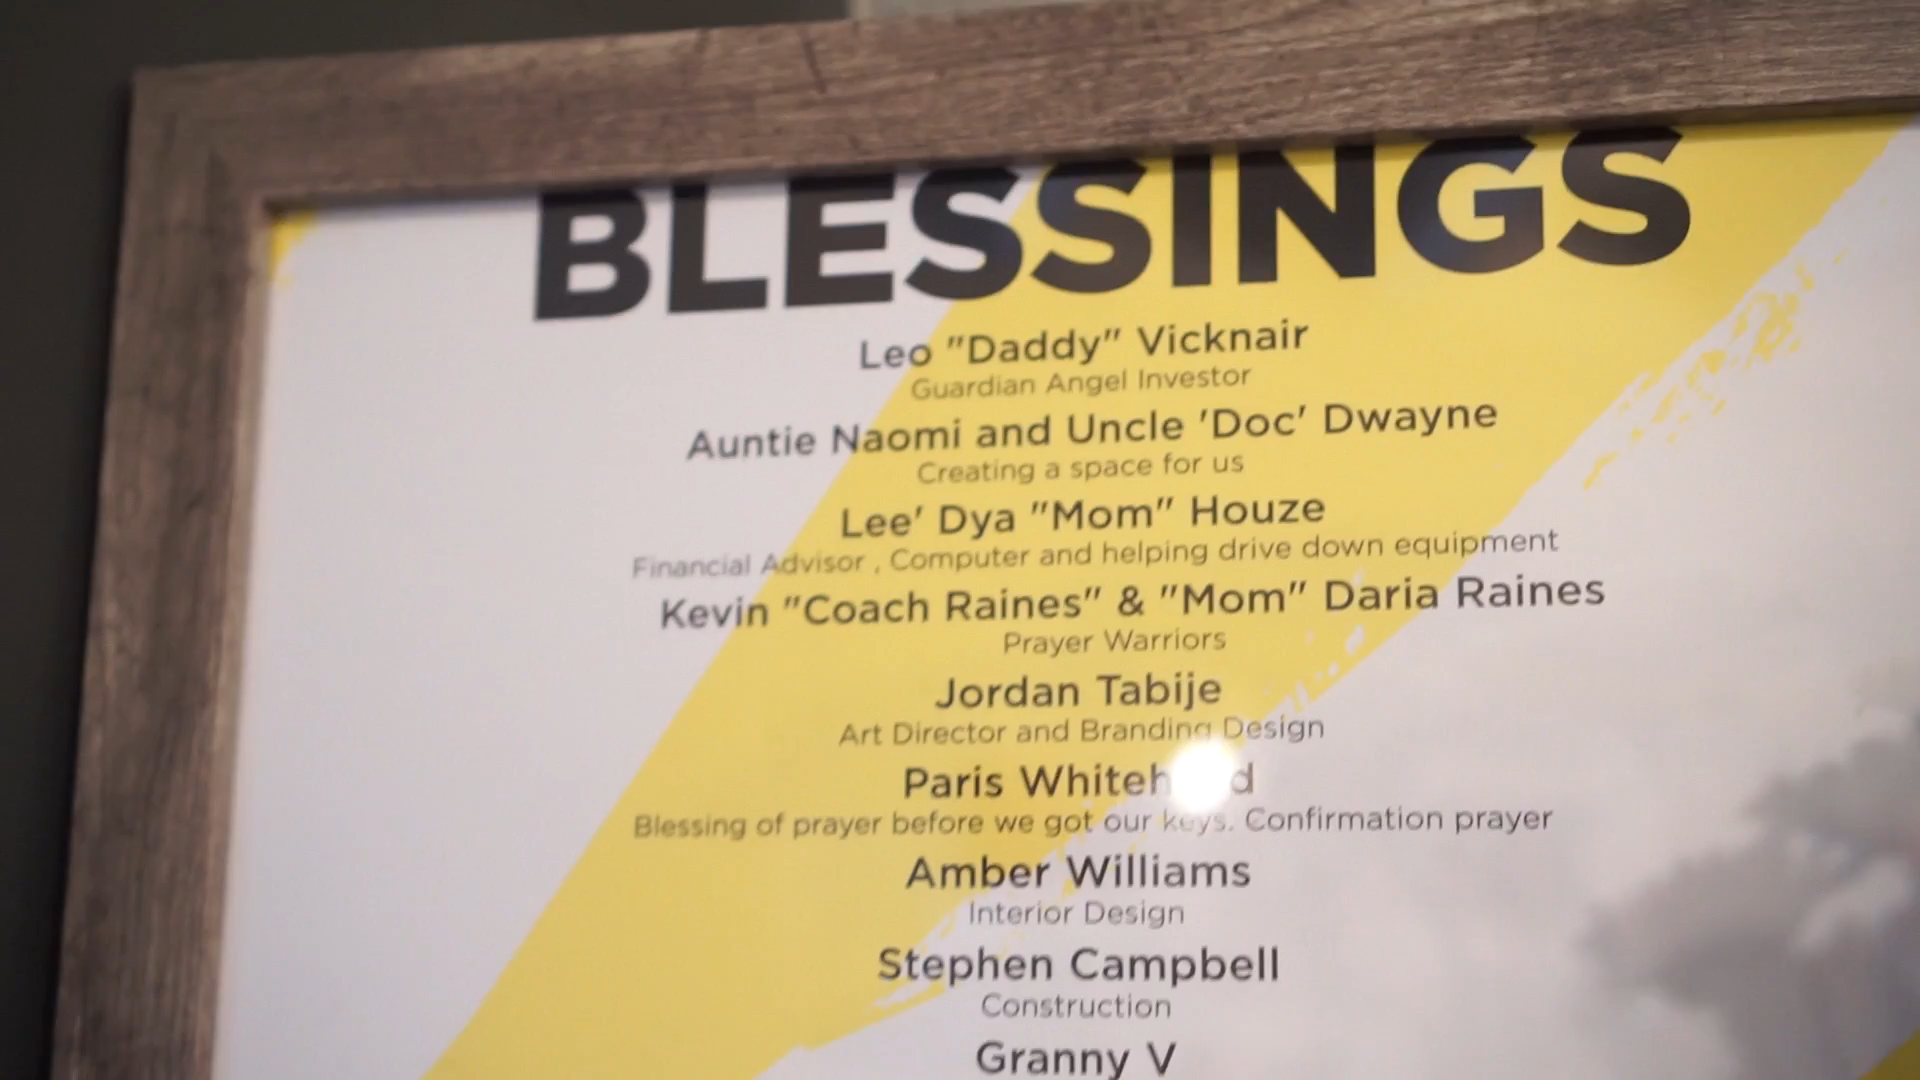 BLESSINGS
Leo "Daddy" Vicknair
Guardian Angel Investor
Auntie Naomi and Uncle 'Doc' Dwayne
Creating a space for us
Lee' Dya "Mom" Houze
Financial Advisor , Computer and helping drive down equipment
Kevin "Coach Raines" & "Mom" Daria Raines
Prayer Warriors
Jordan Tabije
Art Director and Branding Design
Paris
Blessing of prayer before we got our keys. Confirmation prayer
Amber Williams
Interior Design
Stephen Campbell
Construction
Granny V